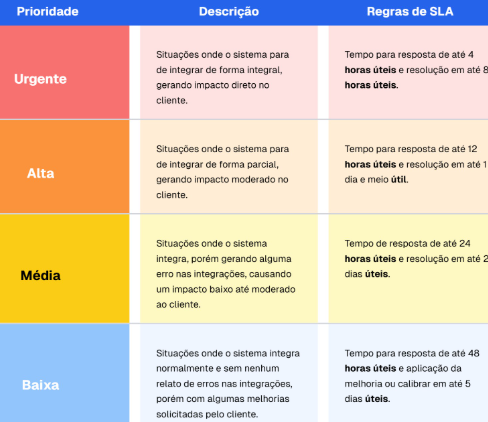 Prioridade
Descrição
Regras de SLA
Urgente
Situações onde o sistema para
de integrar de forma integral,
gerando impacto direto no
cliente.
Tempo para resposta de até 4
horas úteis e resolução em até 8
horas úteis.
Alta
Situações onde o sistema para
de integrar de forma parcial,
gerando impacto moderado no
cliente.
Tempo para resposta de até 12
horas úteis e resolução em até 1
dia e meio útil.
Média
Situações onde o sistema
integra, porém gerando alguma
erro nas integrações, causando
um impacto baixo até moderado
ao cliente.
Tempo de resposta de até 24
horas úteis e resolução em até 2
dias úteis.
Baixa
Situações onde o sistema integra
normalmente e sem nenhum
relato de erros nas integrações,
porém com algumas melhorias
solicitadas pelo cliente.
Tempo para resposta de até 48
horas úteis e aplicação da
melhoria ou calibrar em até 5
dias úteis.